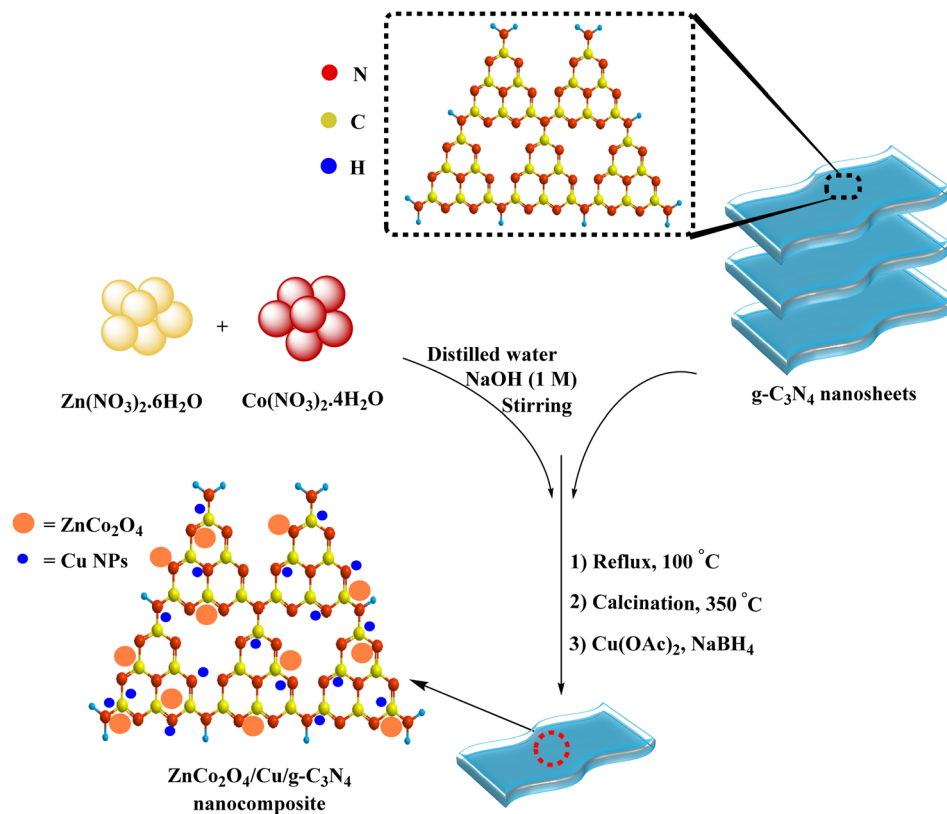 N
C
H
Zn(NO₃)₂.6H₂O
+
Co(NO₃)₂.4H₂O
Distilled water
NaOH (1 M)
Stirring
g-C₃N₄ nanosheets
= ZnCo₂O₄
= Cu NPs
1) Reflux, 100 °C
2) Calcination, 350 °C
3) Cu(OAc)₂, NaBH₄
ZnCo₂O₄/Cu/g-C₃N₄
nanocomposite